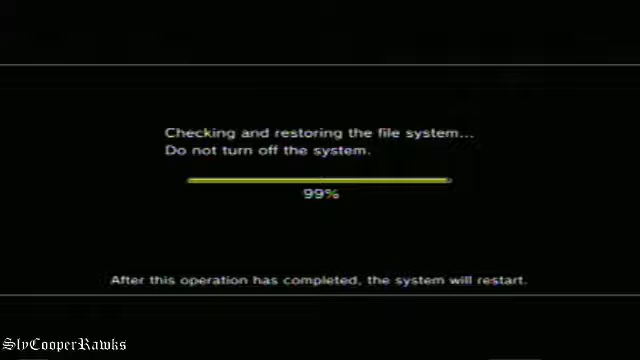 Checking and restoring the file system...
Do not turn off the system.
99%
After this operation has completed, the system will restart.
SlyCooperRawks